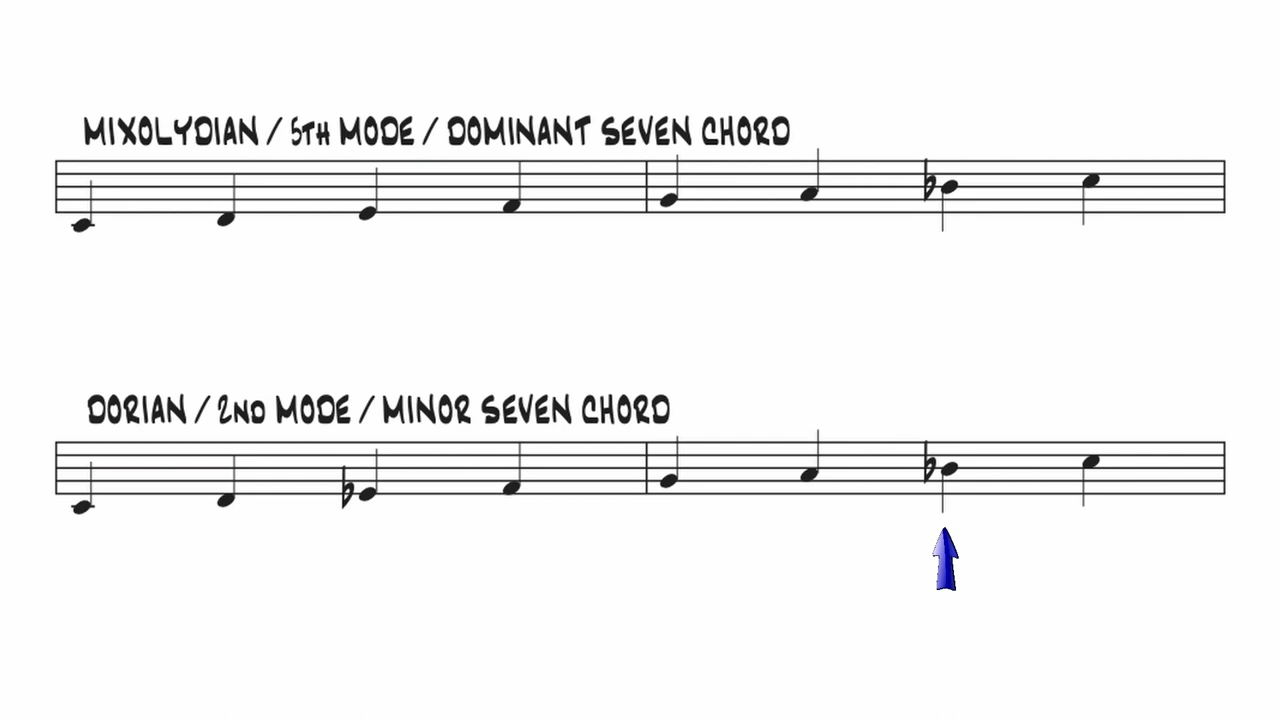 MIXOLYDIAN / 5TH MODE / DOMINANT SEVEN CHORD
DORIAN / 2ND MODE / MINOR SEVEN CHORD